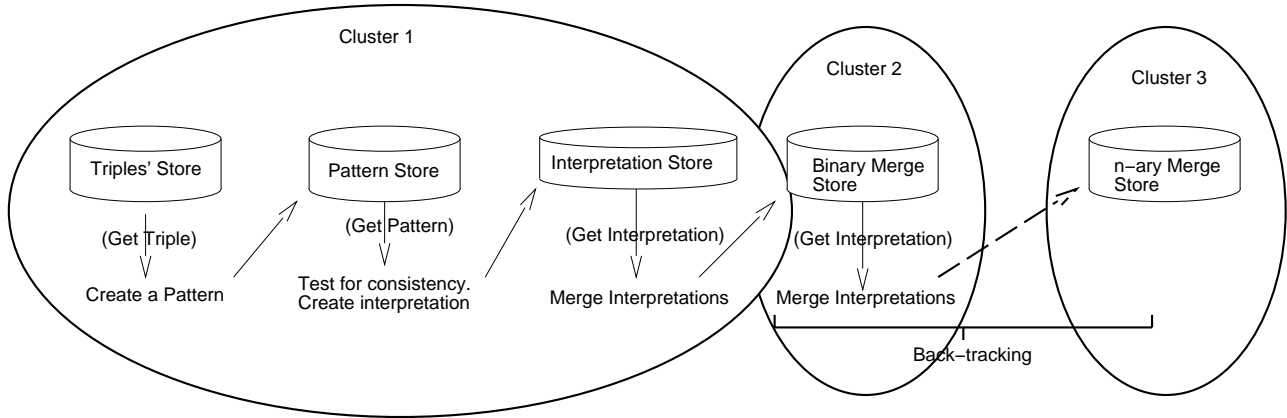 Cluster 1
Cluster 2
Cluster 3
Triples' Store
Pattern Store
Interpretation Store
Binary Merge
Store
n−ary Merge
Store
(Get Triple)
(Get Pattern)
(Get Interpretation)
(Get Interpretation)
Create a Pattern
Test for consistency.
Create interpretation
Merge Interpretations
Merge Interpretations
Back−tracking